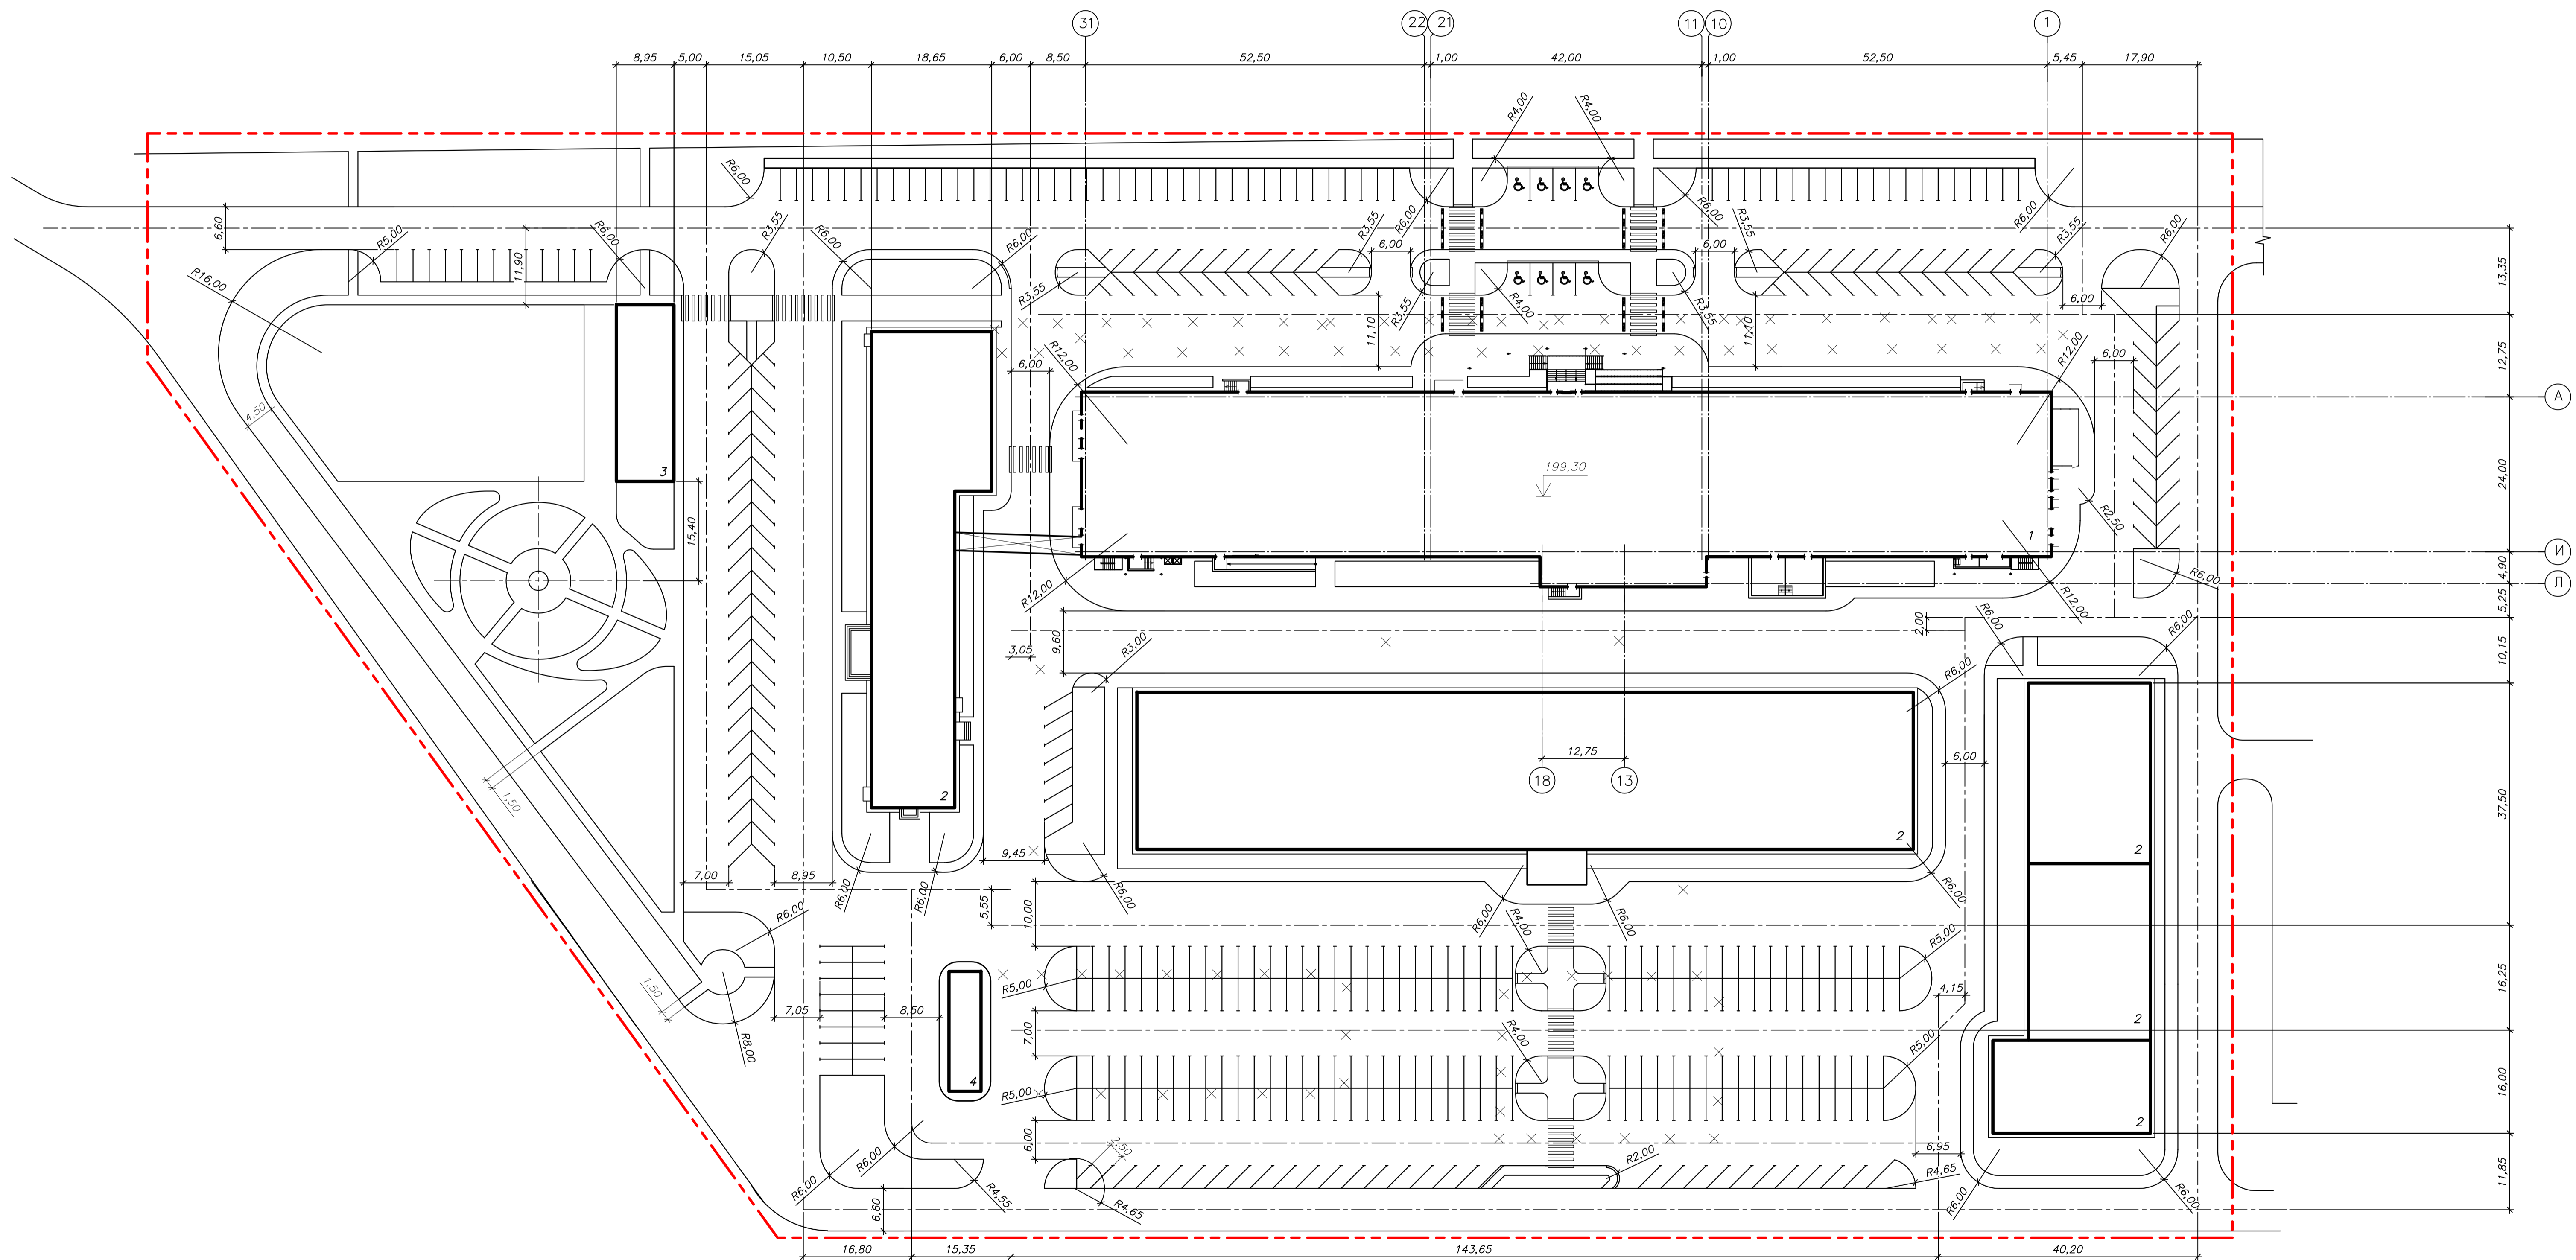 31
22
21
11
10
1
8,95
5,00
15,05
10,50
18,65
6,00
8,50
52,50
1,00
42,00
1,00
52,50
5,45
17,90
R4,00
R4,00
R6,00
6,60
R5,00
R6,00
R3,55
R6,00
R6,00
R6,00
R3,55
R6,00
R3,55
R6,00
R3,55
R6,00
11,90
R16,00
6,00
6,00
R3,55
R3,55
R4,00
R3,55
6,00
13,35
11,10
11,10
R12,00
6,00
R12,00
6,00
12,75
А
4,50
3
199,30
24,00
15,40
R2,50
1
И
R12,00
R6,00
4,90
Л
R12,00
5,25
9,60
2,00
R6,00
R6,00
3,05
R3,00
R6,00
10,15
12,75
6,00
18
13
1,50
2
37,50
2
2
9,45
7,00
8,95
R6,00
R6,00
R6,00
R6,00
R6,00
5,55
10,00
R6,00
R4,00
R6,00
R5,00
1,50
R5,00
4,15
16,25
7,05
8,50
2
R8,00
7,00
R4,00
R5,00
4
R5,00
16,00
2
6,00
2,50
R2,00
6,95
R6,00
R6,00
R4,55
R4,65
R4,65
R6,00
R6,00
11,85
6,60
16,80
15,35
143,65
40,20